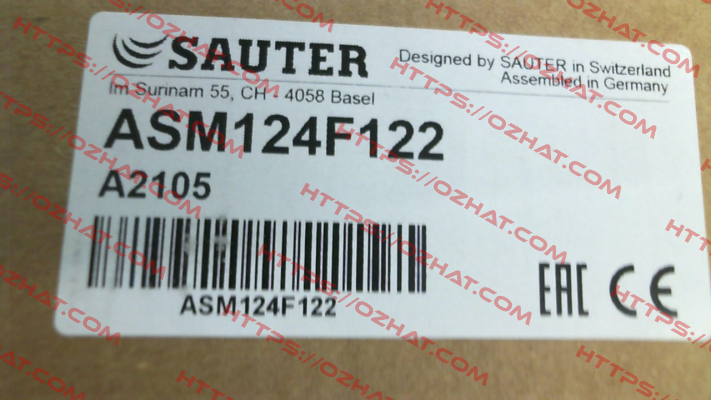 SAUTER
Designed by SAUTER in Switzerland
Assembled in Germany
Im Surinam 55, CH - 4058 Basel
ASM124F122
A2105
ASM124F122
EAC CE
HTTPS://OZHAT.COM